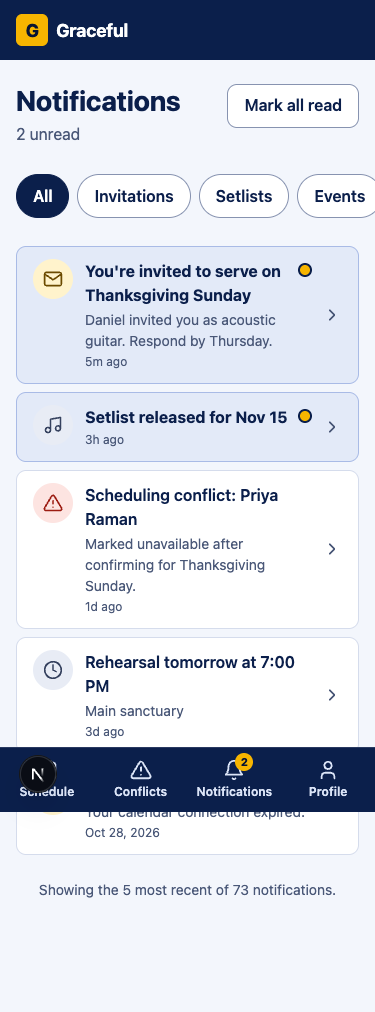 G Graceful
Notifications
Mark all read
2 unread
All
Invitations
Setlists
Events
You're invited to serve on
Thanksgiving Sunday
Daniel invited you as acoustic
guitar. Respond by Thursday.
5m ago
Setlist released for Nov 15
3h ago
Scheduling conflict: Priya
Raman
Marked unavailable after
confirming for Thanksgiving
Sunday.
1d ago
Rehearsal tomorrow at 7:00
PM
Main sanctuary
3d ago
N
2
Schedule
Conflicts
Notifications
Profile
Your calendar connection expired.
Oct 28, 2026
Showing the 5 most recent of 73 notifications.